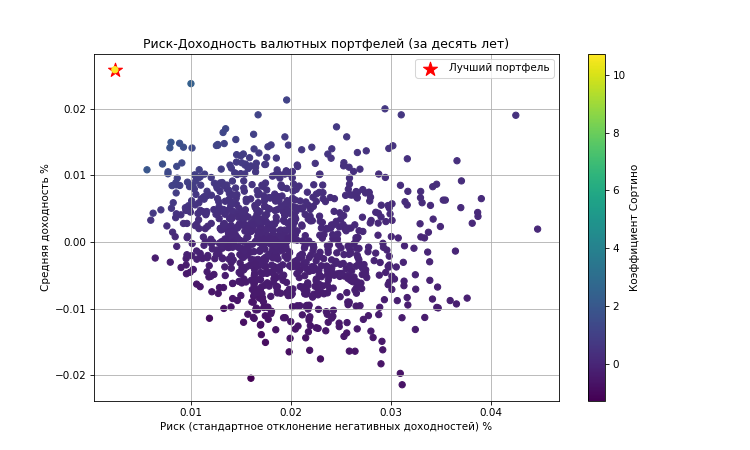 Риск-Доходность валютных портфелей (за десять лет)
Лучший портфель
Средняя доходность %
0.02
0.01
0.00
−0.01
−0.02
0.01 0.02 0.03 0.04
Риск (стандартное отклонение негативных доходностей) %
10
8
6
4
2
0
Коэффициент Сортино